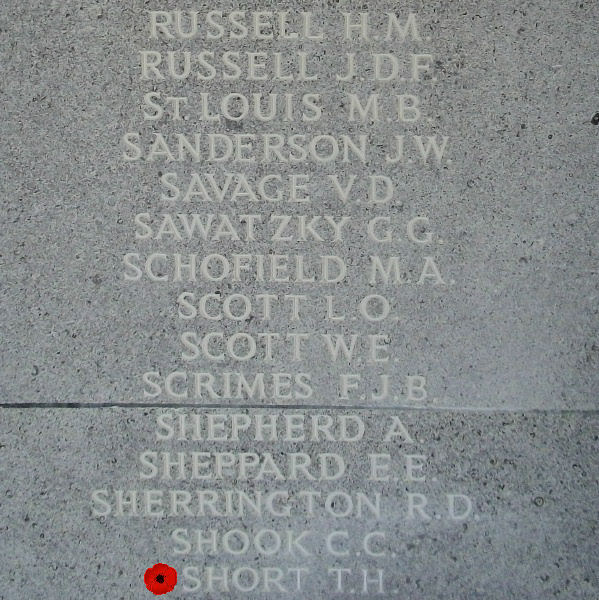 RUSSELL H.M.
RUSSELL J.D.F.
ST. LOUIS M.B.
SANDERSON J.W.
SAVAGE V.D.
SAWATZKY G.G.
SCHOFIELD M.A.
SCOTT L.O.
SCOTT W.E.
SCRIMES F.J.B.
SHEPHERD A.
SHEPPARD E.E.
SHERRINGTON R.D.
SHOOK C.C.
SHORT T.H.